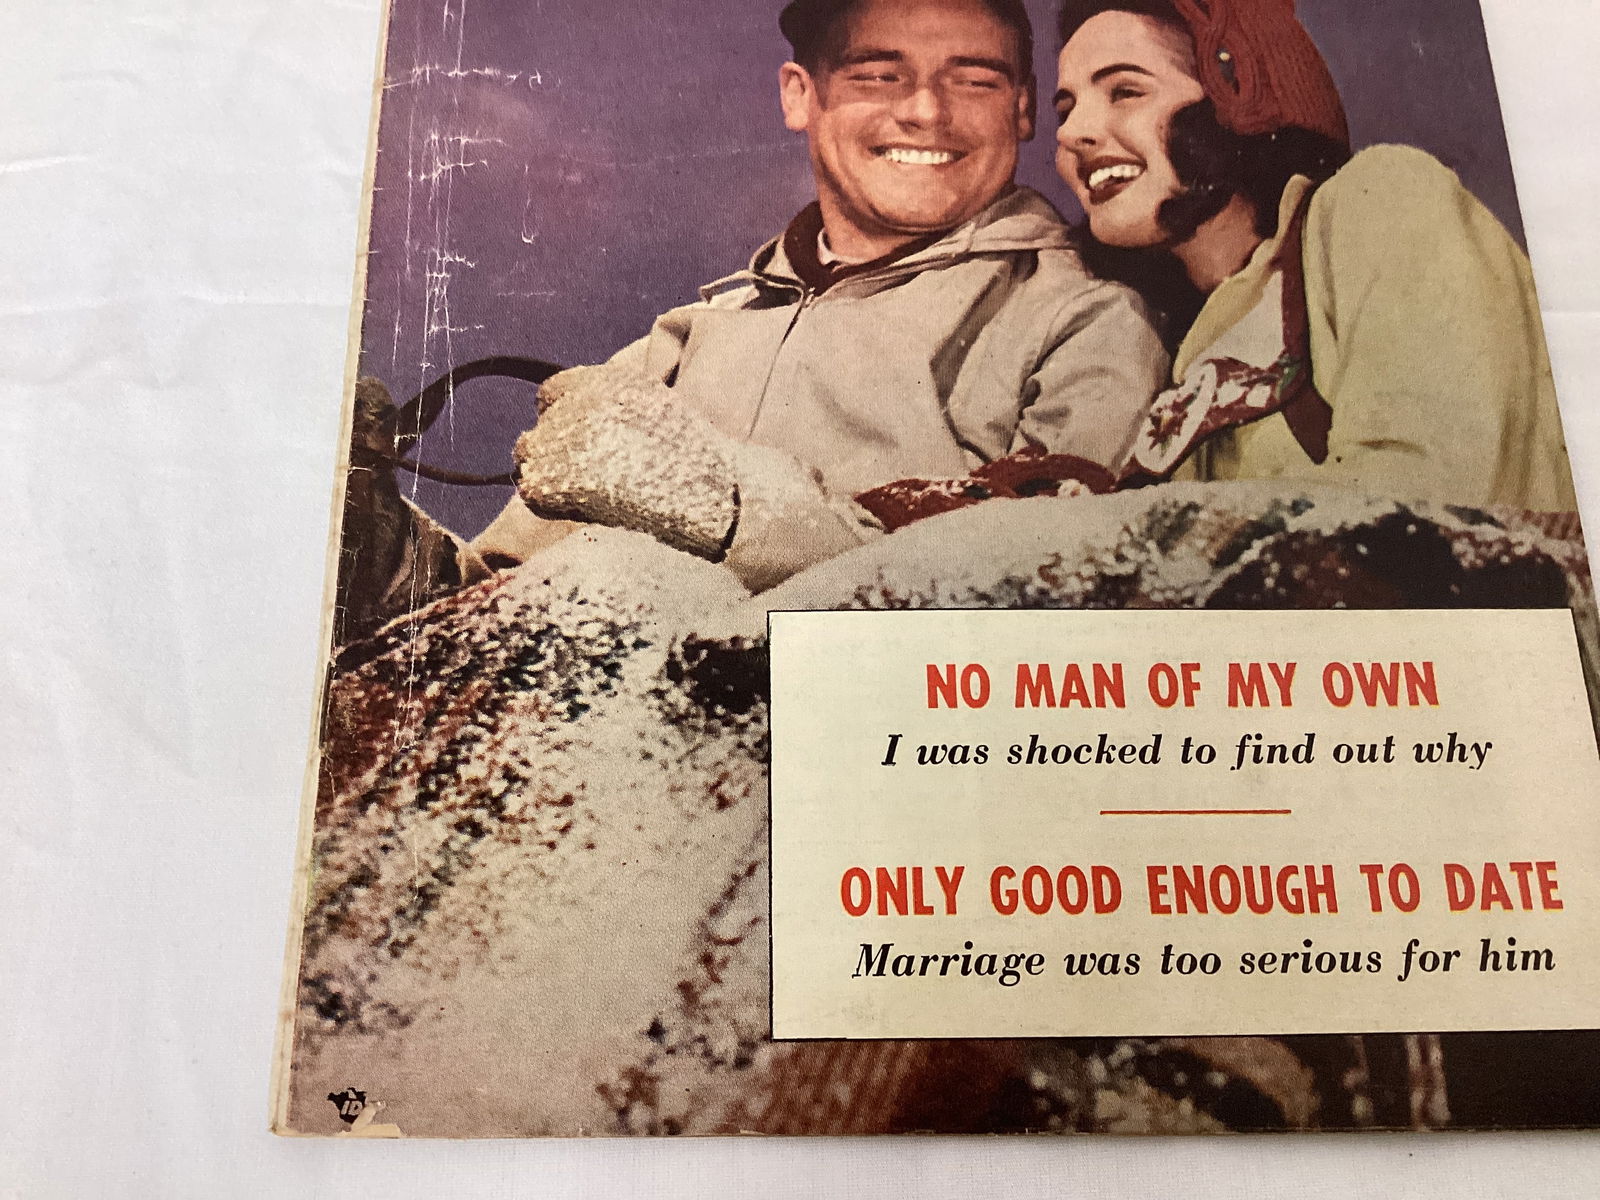 NO MAN OF MY OWN
I was shocked to find out why
ONLY GOOD ENOUGH TO DATE
Marriage was too serious for him
ID